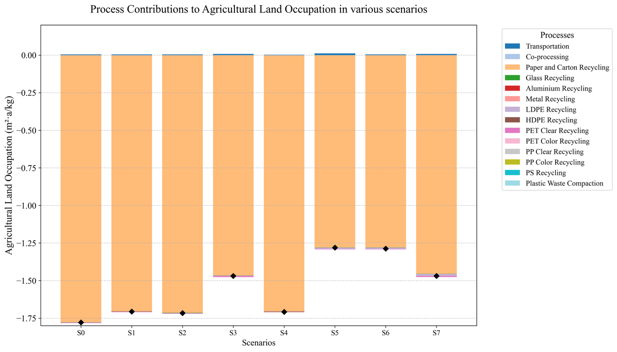 Process Contributions to Agricultural Land Occupation in various scenarios
Agricultural Land Occupation (m²·a/kg)
0.00
−0.25
−0.50
−0.75
−1.00
−1.25
−1.50
−1.75
S0 S1 S2 S3 S4 S5 S6 S7
Scenarios
Processes
Transportation
Co-processing
Paper and Carton Recycling
Glass Recycling
Aluminium Recycling
Metal Recycling
LDPE Recycling
HDPE Recycling
PET Clear Recycling
PET Color Recycling
PP Clear Recycling
PP Color Recycling
PS Recycling
Plastic Waste Compaction